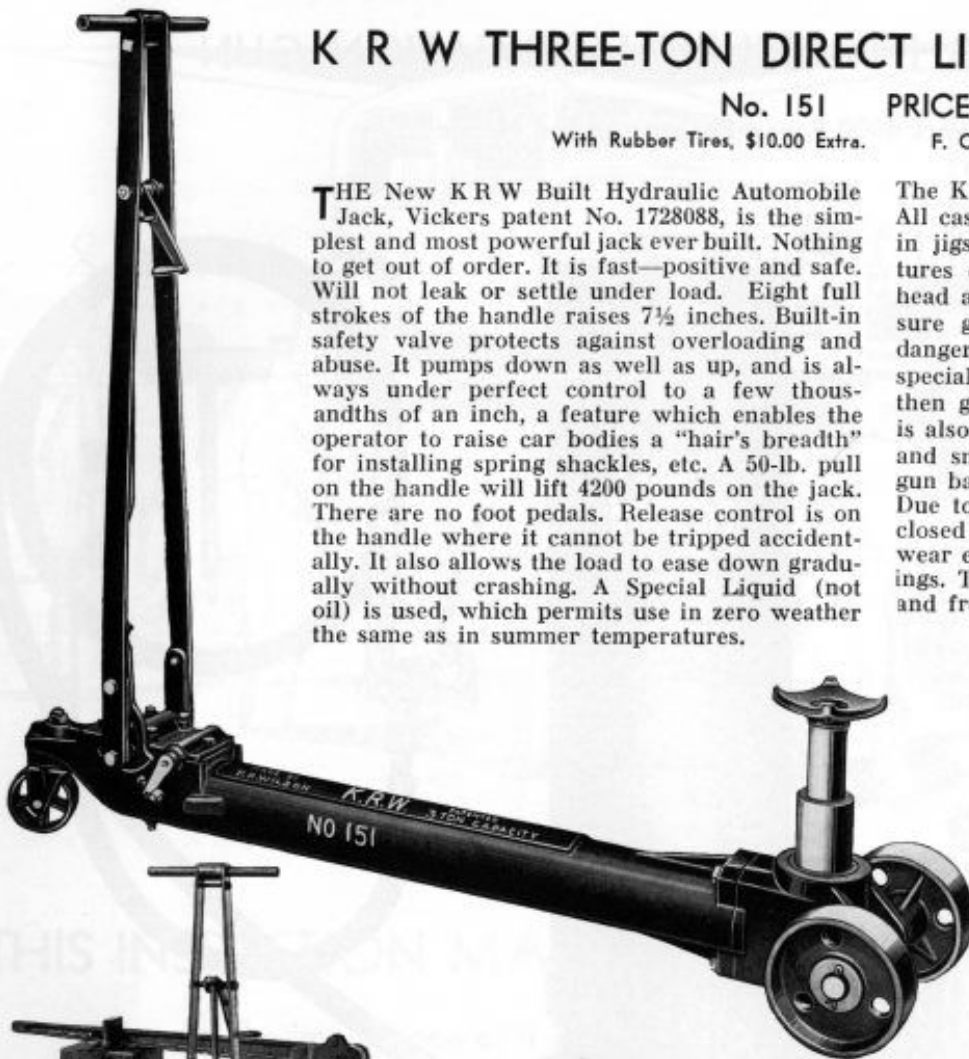 K R W THREE-TON DIRECT LI
No. 151 PRICE
With Rubber Tires, $10.00 Extra. F.
THE New K R W Built Hydraulic Automobile
Jack, Vickers patent No. 1728088, is the sim-
plest and most powerful jack ever built. Nothing
to get out of order. It is fast—positive and safe.
Will not leak or settle under load. Eight full
strokes of the handle raises 7½ inches. Built-in
safety valve protects against overloading and
abuse. It pumps down as well as up, and is al-
ways under perfect control to a few thous-
andths of an inch, a feature which enables the
operator to raise car bodies a “hair’s breadth”
for installing spring shackles, etc. A 50-lb. pull
on the handle will lift 4200 pounds on the jack.
There are no foot pedals. Release control is on
the handle where it cannot be tripped accident-
ally. It also allows the load to ease down gradu-
ally without crashing. A Special Liquid (not
oil) is used, which permits use in zero weather
the same as in summer temperatures.
The K
All cas
in jigs
tures
head a
sure g
danger
special
then g
is also
and sn
gun ba
Due to
closed
wear e
ings. T
and fr
K.R.WILSON
K.R.W.
PATENTED
3 TON CAPACITY
NO 151
THIS IN ON MA